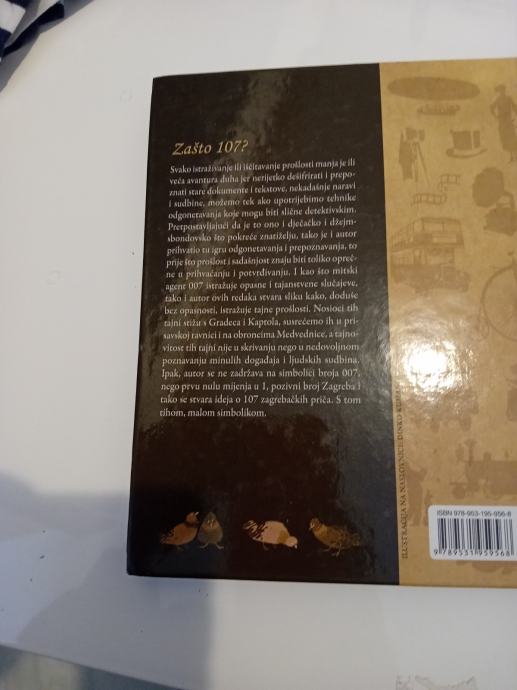 Zašto 107?
Svako istraživanje ili iščitavanje prošlosti manja je ili
veća avantura duha jer nerijetko dešifrirati i prepo-
znati stare dokumente i tekstove, nekadašnje naravi
i sudbine, možemo tek ako upotrijebimo tehnike
odgonetavanja koje mogu biti slične detektivskim.
Pretpostavljajući da je to ono i dječačko i džejms-
bondovsko što pokreće znatiželju, tako je i autor
prihvatio tu igru odgonetavanja i prepoznavanja, to
prije što prošlost i sadašnjost znaju biti toliko opreč-
ne u prihvaćanju i potvrđivanju. I kao što mitski
agent 007 istražuje opasne i tajanstvene slučajeve,
tako i autor ovih redaka stvara sliku kako, doduše
bez opasnosti, istražuje tajne prošlosti. Nosioci tih
tajni stižu s Gradeca i Kaptola, susrećemo ih u pri-
savskoj ravnici i na obroncima Medvednice, a tajno-
vitost tih tajni nije u skrivanju nego u nedovoljnom
poznavanju minulih događaja i ljudskih sudbina.
Ipak, autor se ne zadržava na simbolici broja 007,
nego prvu nulu mijenja u 1, pozivni broj Zagreba i
tako se stvara ideja o 107 zagrebačkih priča. S tom
tihom, malom simbolikom.
ILUSTRACIJA NA NASLOVNICI: DINKO
ISBN 978-953-195-956-8
9 789531 959568